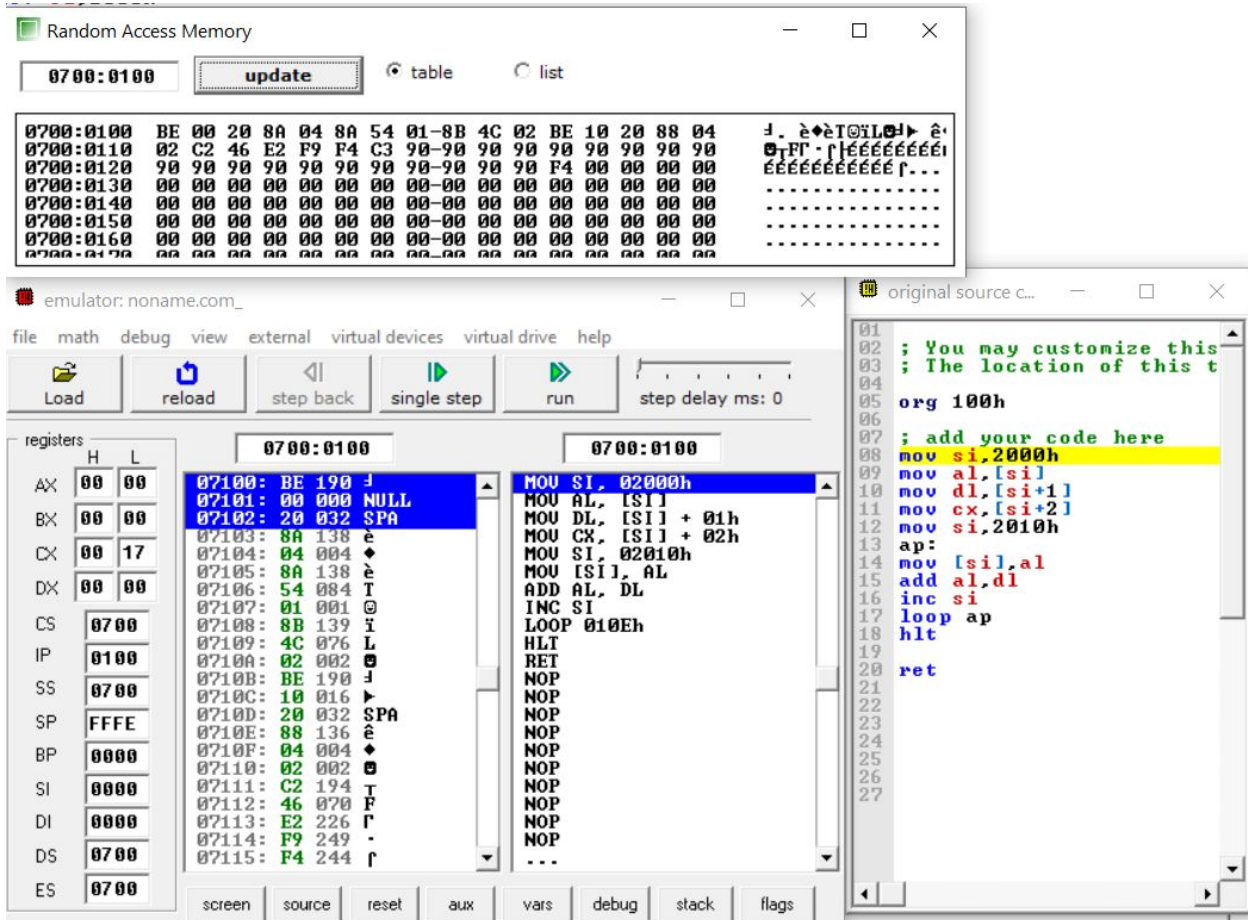 Random Access Memory
0700:0100 update table list
0700:0100 BE 00 20 8A 04 8A 54 01-8B 4C 02 BE 10 20 88 04
0700:0110 02 C2 46 E2 F9 F4 C3 90-90 90 90 90 90 90 90 90
0700:0120 90 90 90 90 90 90 90 90-90 90 90 F4 00 00 00 00
0700:0130 00 00 00 00 00 00 00 00-00 00 00 00 00 00 00 00
0700:0140 00 00 00 00 00 00 00 00-00 00 00 00 00 00 00 00
0700:0150 00 00 00 00 00 00 00 00-00 00 00 00 00 00 00 00
0700:0160 00 00 00 00 00 00 00 00-00 00 00 00 00 00 00 00
emulator: noname.com_
file math debug view external virtual devices virtual drive help
Load reload step back single step run step delay ms: 0
registers
H L
AX 00 00
BX 00 00
CX 00 17
DX 00 00
CS 0700
IP 0100
SS 0700
SP FFFE
BP 0000
SI 0000
DI 0000
DS 0700
ES 0700
0700:0100
07100: BE 190 ╛
07101: 00 000 NULL
07102: 20 032 SPA
07103: 8A 138 è
07104: 04 004 ♦
07105: 8A 138 è
07106: 54 084 T
07107: 01 001 ☺
07108: 8B 139 ï
07109: 4C 076 L
0710A: 02 002 ☻
0710B: BE 190 ╛
0710C: 10 016 ►
0710D: 20 032 SPA
0710E: 88 136 ê
0710F: 04 004 ♦
07110: 02 002 ☻
07111: C2 194 ┬
07112: 46 070 F
07113: E2 226 Γ
07114: F9 249 ∙
07115: F4 244 ⌠
0700:0100
MOV SI, 02000h
MOV AL, [SI]
MOV DL, [SI] + 01h
MOV CX, [SI] + 02h
MOV SI, 02010h
MOV [SI], AL
ADD AL, DL
INC SI
LOOP 010Eh
HLT
RET
NOP
NOP
NOP
NOP
NOP
NOP
NOP
NOP
NOP
NOP
...
screen source reset aux vars debug stack flags
original source c...
01
02 ; You may customize this
03 ; The location of this t
04
05 org 100h
06
07 ; add your code here
08 mov si,2000h
09 mov al,[si]
10 mov dl,[si+1]
11 mov cx,[si+2]
12 mov si,2010h
13 ap:
14 mov [si],al
15 add al,dl
16 inc si
17 loop ap
18 hlt
19
20 ret
21
22
23
24
25
26
27